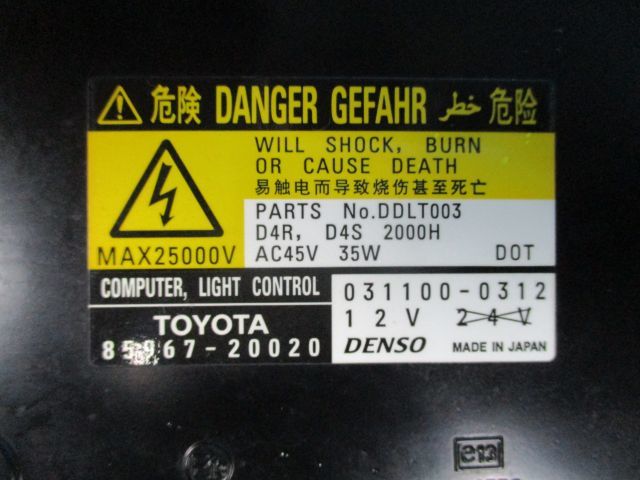 危険 DANGER GEFAHR خطر 危险
WILL SHOCK, BURN
OR CAUSE DEATH
易触电而导致烧伤甚至死亡
MAX25000V
PARTS No.DDLT003
D4R, D4S 2000H
AC45V 35W DOT
COMPUTER, LIGHT CONTROL
031100-0312
12V 24V
TOYOTA
85967-20020
DENSO MADE IN JAPAN
e13